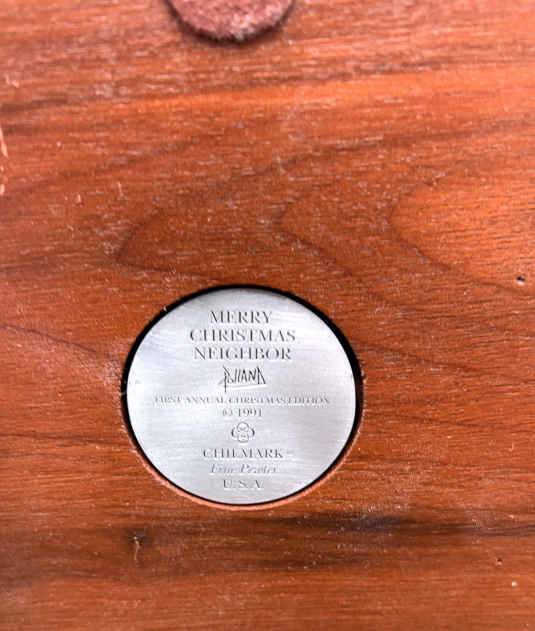 MERRY
CHRISTMAS
NEIGHBOR
FIRST ANNUAL CHRISTMAS EDITION
© 1991
CHILMARK
Fine Pewter
U.S.A.